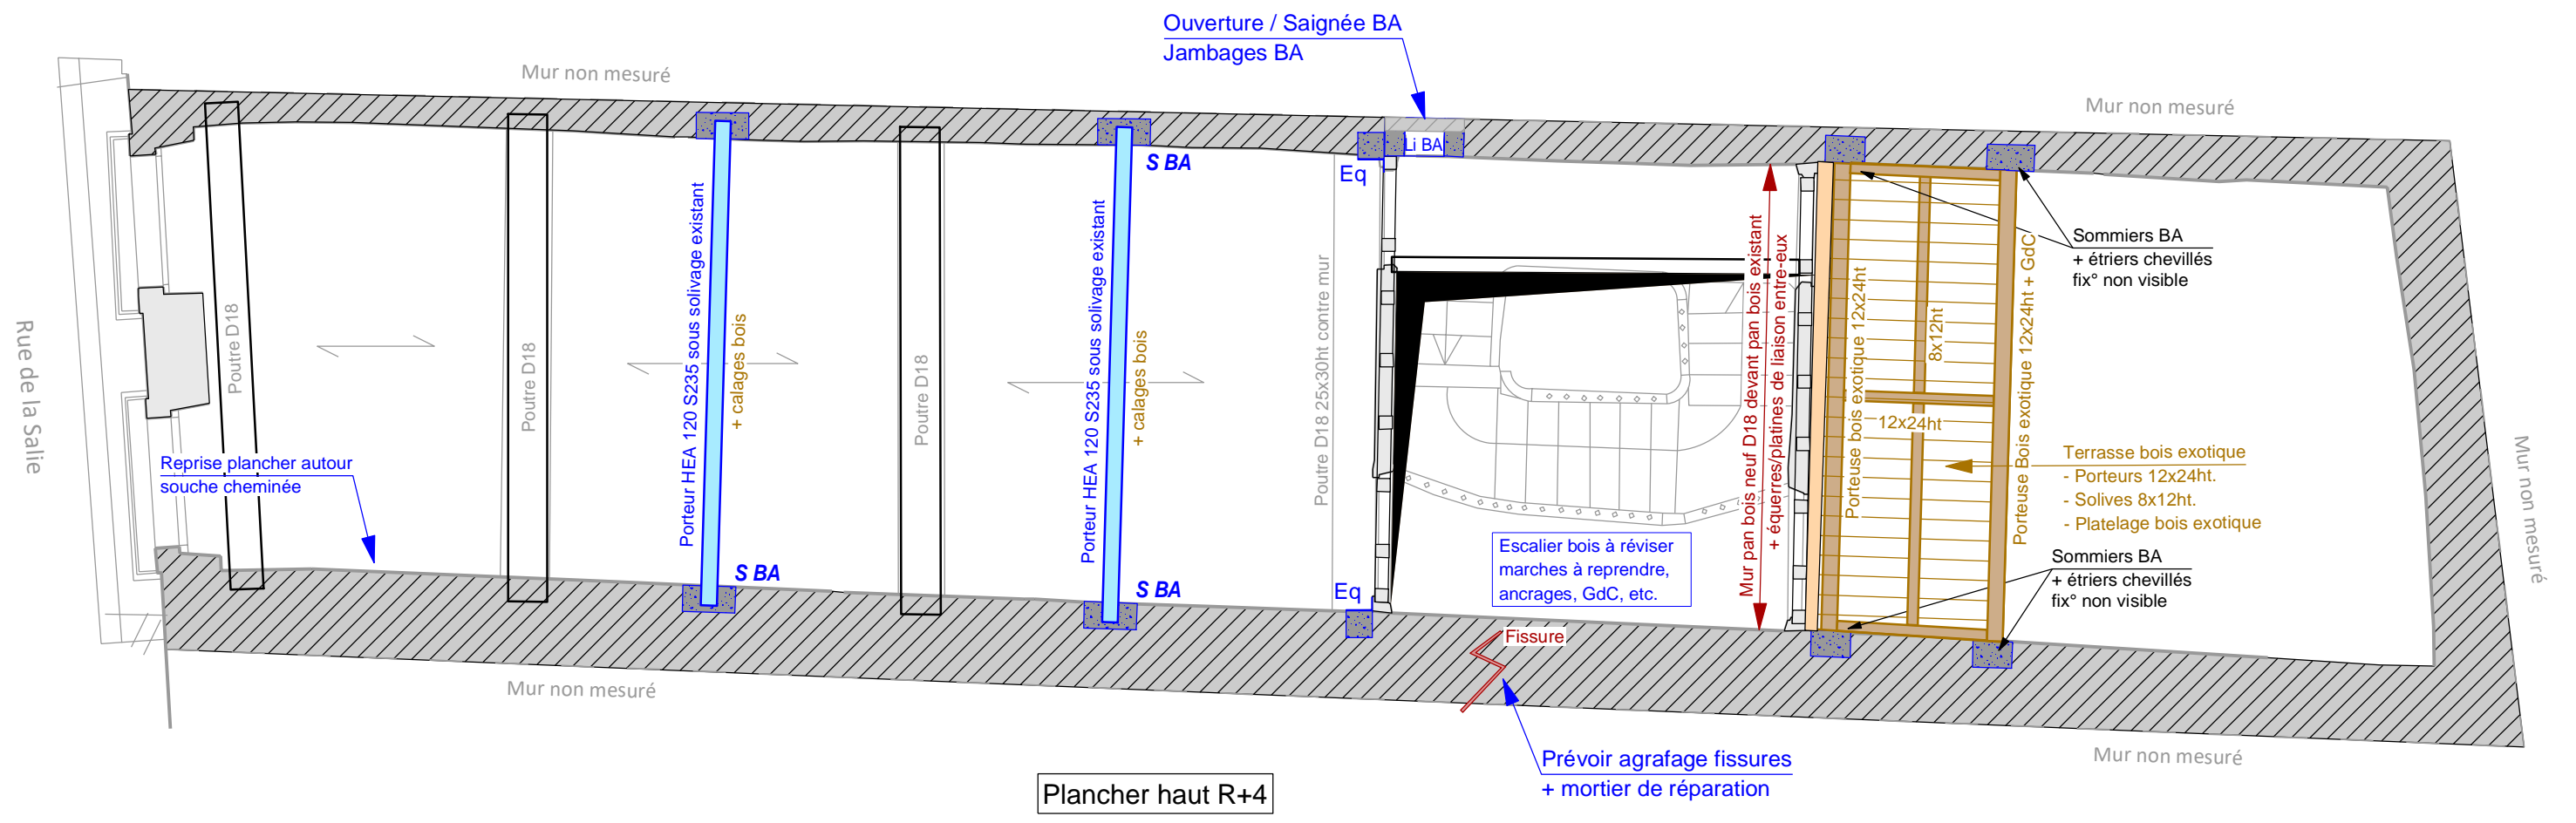 Ouverture / Saignée BA
Jambages BA
Mur non mesuré
Mur non mesuré
Li BA
S BA
Eq
Sommiers BA
+ étriers chevillés
fix° non visible
Rue de la Salie
Poutre D18
Poutre D18
Porteur HEA 120 S235 sous solivage existant
+ calages bois
Poutre D18
Porteur HEA 120 S235 sous solivage existant
+ calages bois
Poutre D18 25x30ht contre mur
Mur pan bois neuf D18 devant pan bois existant
+ équerres/platines de liaison entre-eux
Porteuse bois exotique 12x24ht
8x12ht
12x24ht
Porteuse Bois exotique 12x24ht + GdC
Terrasse bois exotique
- Porteurs 12x24ht.
- Solives 8x12ht.
- Platelage bois exotique
Mur non mesuré
Reprise plancher autour
souche cheminée
S BA
S BA
Eq
Escalier bois à réviser
marches à reprendre,
ancrages, GdC, etc.
Sommiers BA
+ étriers chevillés
fix° non visible
Fissure
Mur non mesuré
Prévoir agrafage fissures
+ mortier de réparation
Mur non mesuré
Plancher haut R+4